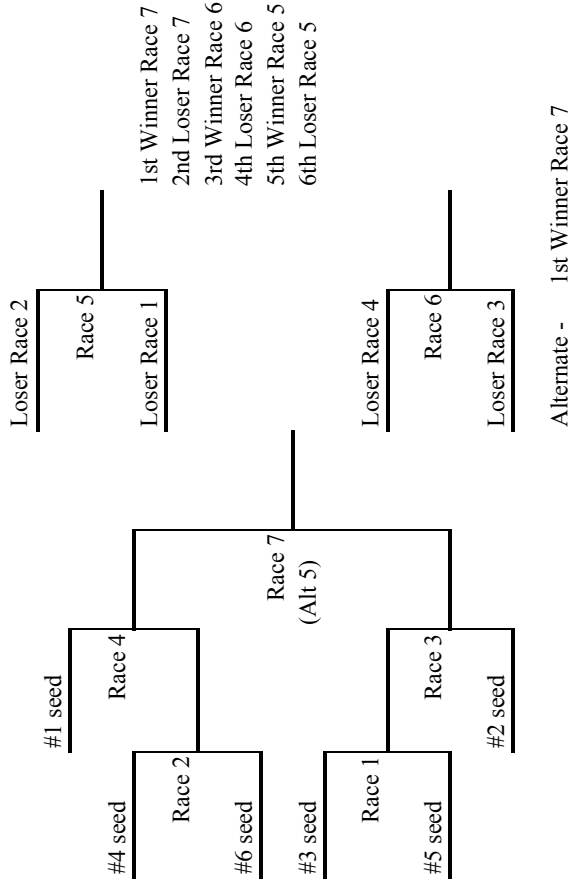 #1 seed
Race 4
#4 seed
Race 2
#6 seed
Race 7
(Alt 5)
#3 seed
Race 1
#5 seed
Race 3
#2 seed
Loser Race 2
Race 5
Loser Race 1
Loser Race 4
Race 6
Loser Race 3
1st Winner Race 7
2nd Loser Race 7
3rd Winner Race 6
4th Loser Race 6
5th Winner Race 5
6th Loser Race 5
Alternate - 1st Winner Race 7